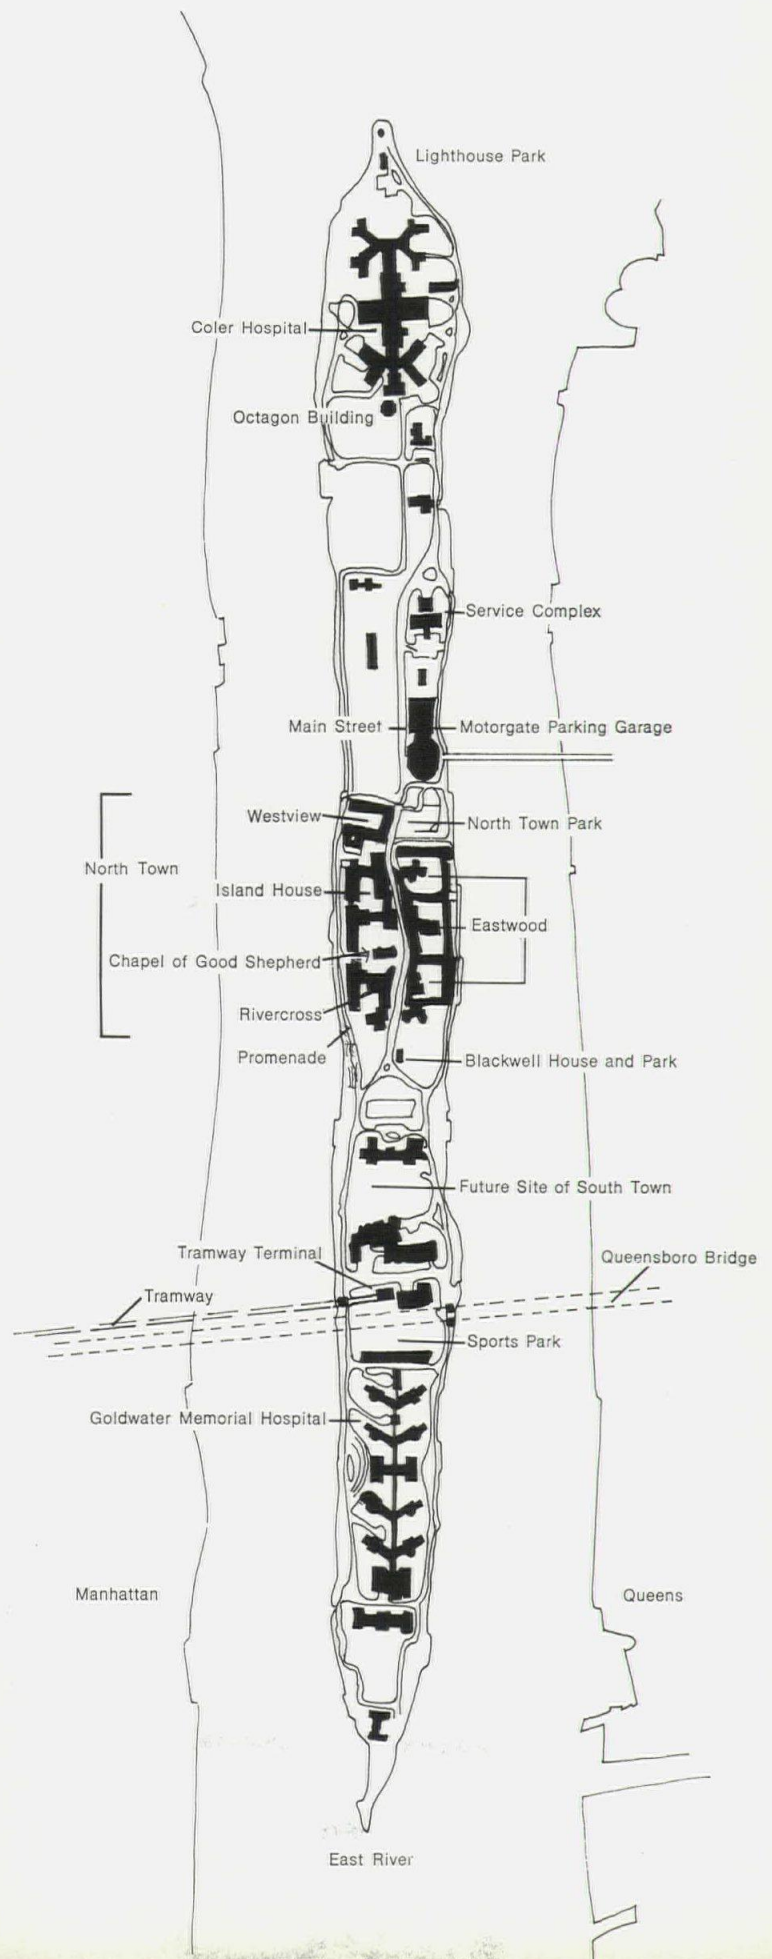 Lighthouse Park
Coler Hospital
Octagon Building
Service Complex
Main Street
Motorgate Parking Garage
Westview
North Town Park
North Town
Island House
Eastwood
Chapel of Good Shepherd
Rivercross
Promenade
Blackwell House and Park
Future Site of South Town
Tramway Terminal
Queensboro Bridge
Tramway
Sports Park
Goldwater Memorial Hospital
Manhattan
Queens
East River